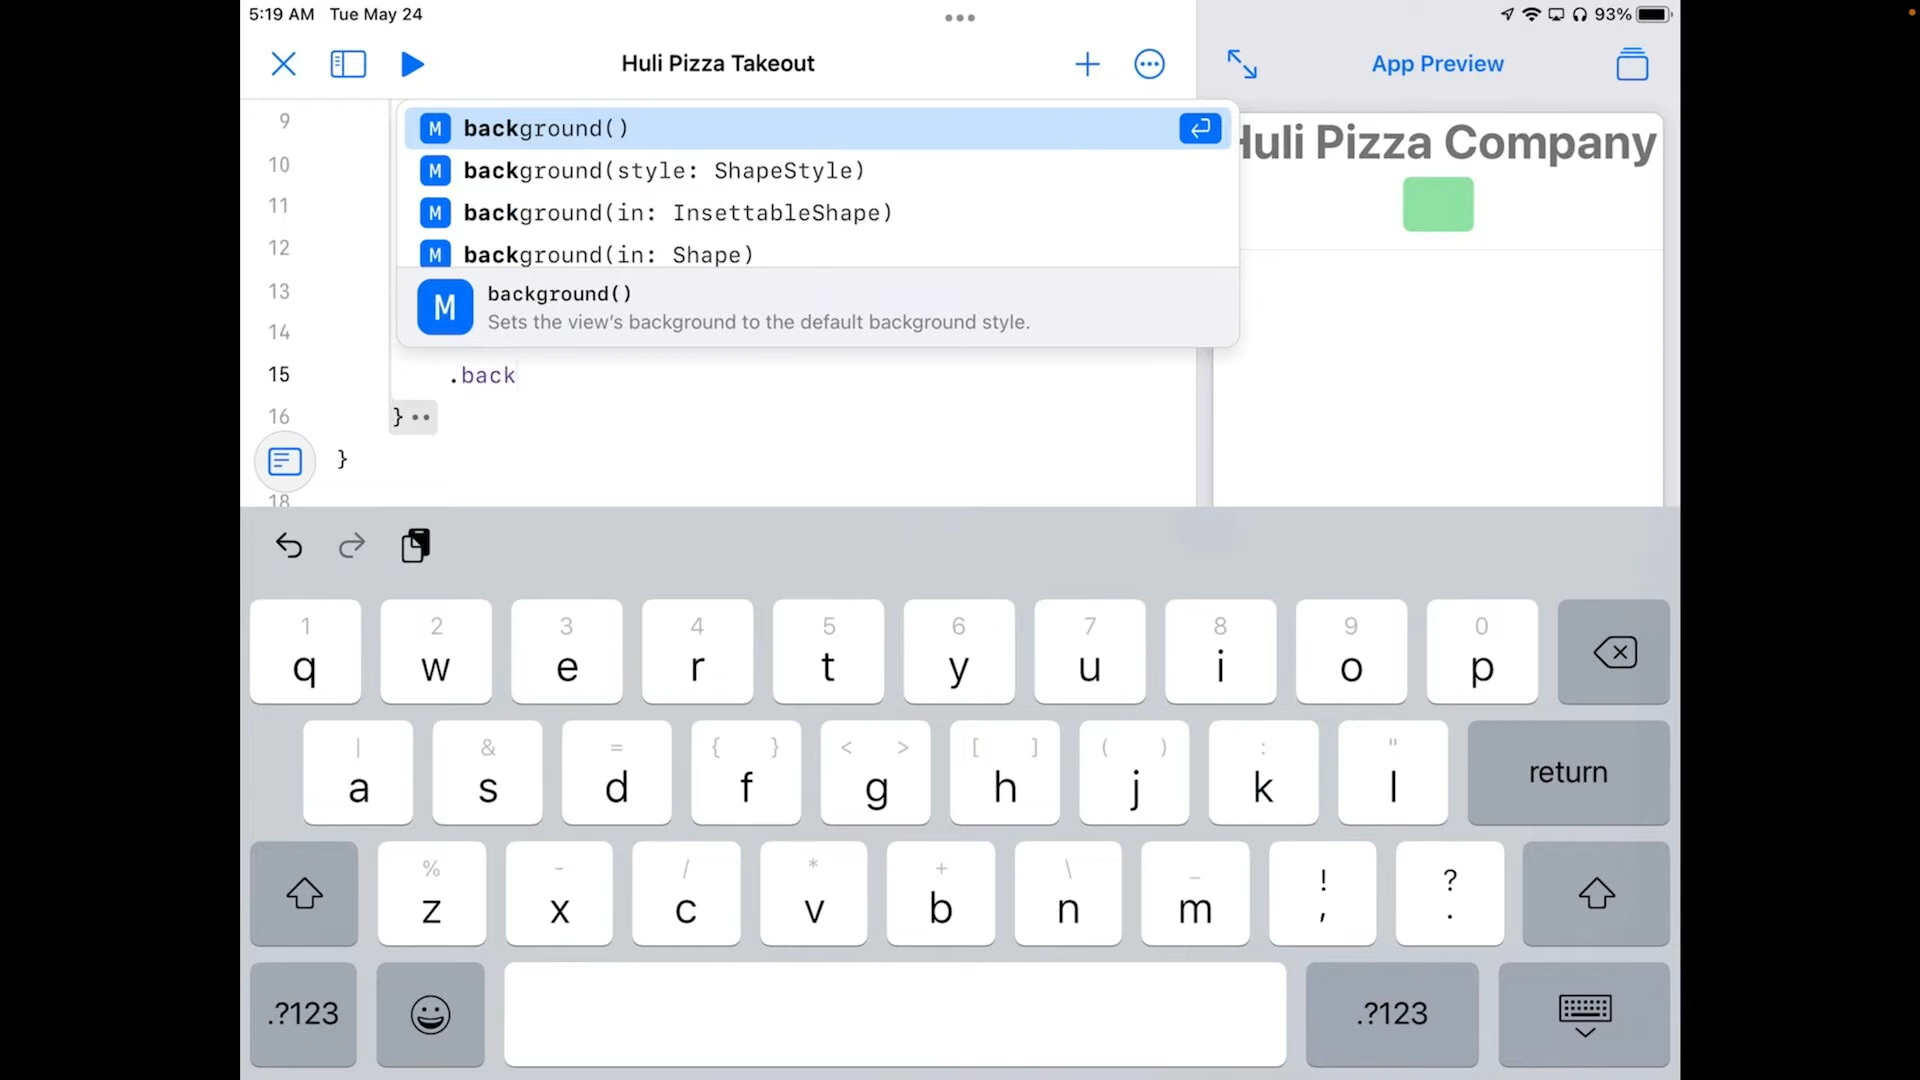 5:19 AM Tue May 24
93%
Huli Pizza Takeout
App Preview
9
10
11
12
13
14
15
16
18
M background()
M background(style: ShapeStyle)
M background(in: InsettableShape)
M background(in: Shape)
M background()
Sets the view's background to the default background style.
.back
}
}
Huli Pizza Company
1 2 3 4 5 6 7 8 9 0
q w e r t y u i o p
| & = { } < > [ ] ( ) : "
a s d f g h j k l return
% - / * + \ _ ! ?
z x c v b n m , .
.?123 .?123